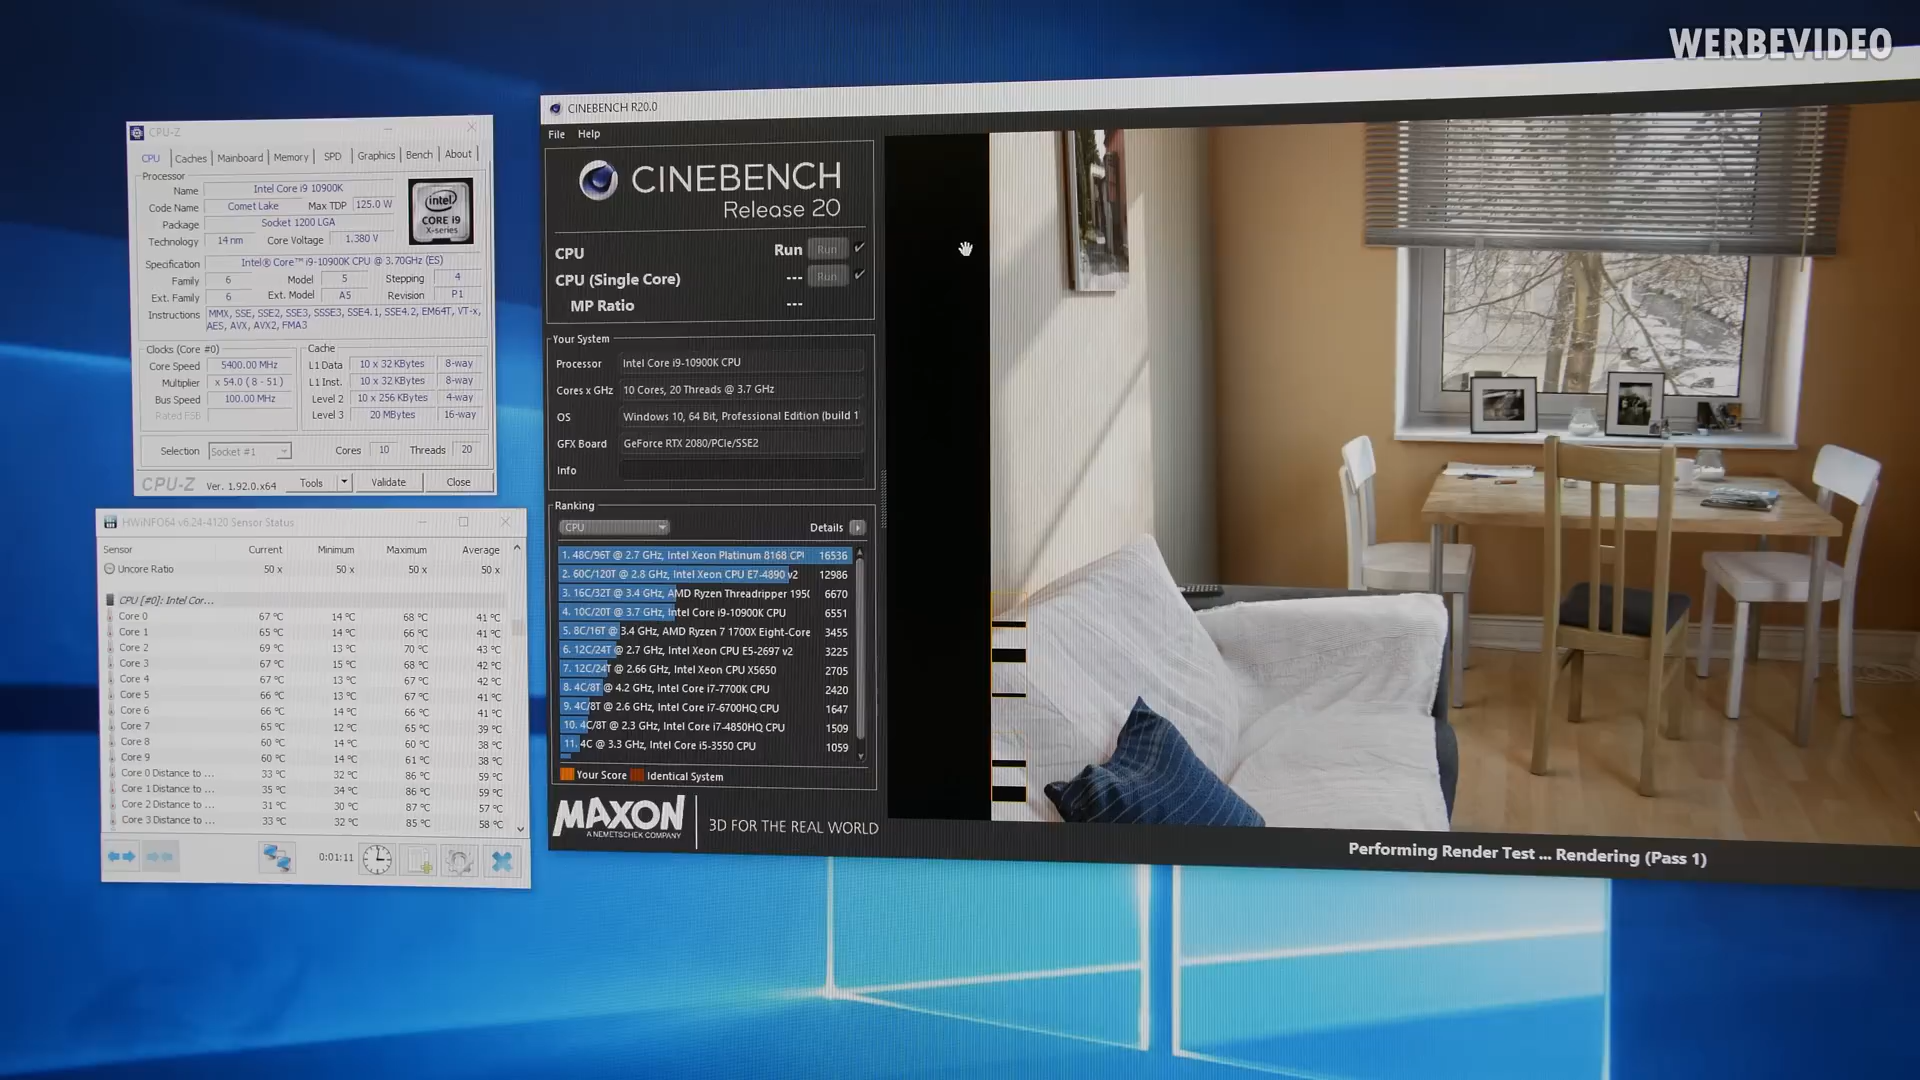 WERBEVIDEO
CPU-Z
CPU Caches Mainboard Memory SPD Graphics Bench About
Processor
Name Intel Core i9 10900K
Code Name Comet Lake Max TDP 125.0 W
Package Socket 1200 LGA
Technology 14 nm Core Voltage 1.380 V
intel
CORE i9
X-series
Specification Intel® Core™ i9-10900K CPU @ 3.70GHz (ES)
Family 6 Model 5 Stepping 4
Ext. Family 6 Ext. Model A5 Revision P1
Instructions MMX, SSE, SSE2, SSE3, SSSE3, SSE4.1, SSE4.2, EM64T, VT-x,
AES, AVX, AVX2, FMA3
Clocks (Core #0) Cache
Core Speed 5400.00 MHz L1 Data 10 x 32 KBytes 8-way
Multiplier x 54.0 ( 8 - 51 ) L1 Inst. 10 x 32 KBytes 8-way
Bus Speed 100.00 MHz Level 2 10 x 256 KBytes 4-way
Rated FSB Level 3 20 MBytes 16-way
Selection Socket #1 Cores 10 Threads 20
CPU-Z Ver. 1.92.0.x64 Tools Validate Close
HWiNFO64 v6.24-4120 Sensor Status
Sensor Current Minimum Maximum Average
Uncore Ratio 50 x 50 x 50 x 50 x
CPU [#0]: Intel Cor...
Core 0 67 °C 14 °C 68 °C 41 °C
Core 1 65 °C 14 °C 66 °C 41 °C
Core 2 69 °C 13 °C 70 °C 43 °C
Core 3 67 °C 15 °C 68 °C 42 °C
Core 4 67 °C 13 °C 67 °C 42 °C
Core 5 66 °C 13 °C 67 °C 41 °C
Core 6 66 °C 14 °C 66 °C 41 °C
Core 7 65 °C 12 °C 65 °C 39 °C
Core 8 60 °C 14 °C 60 °C 38 °C
Core 9 60 °C 14 °C 61 °C 38 °C
Core 0 Distance to ... 33 °C 32 °C 86 °C 59 °C
Core 1 Distance to ... 35 °C 34 °C 86 °C 59 °C
Core 2 Distance to ... 31 °C 30 °C 87 °C 57 °C
Core 3 Distance to ... 33 °C 32 °C 85 °C 58 °C
0:01:11
CINEBENCH R20.0
File Help
CINEBENCH
Release 20
CPU Run Run
CPU (Single Core) --- Run
MP Ratio ---
Your System
Processor Intel Core i9-10900K CPU
Cores x GHz 10 Cores, 20 Threads @ 3.7 GHz
OS Windows 10, 64 Bit, Professional Edition (build 1
GFX Board GeForce RTX 2080/PCIe/SSE2
Info
Ranking
CPU Details
1. 48C/96T @ 2.7 GHz, Intel Xeon Platinum 8168 CPU 16536
2. 60C/120T @ 2.8 GHz, Intel Xeon CPU E7-4890 v2 12986
3. 16C/32T @ 3.4 GHz, AMD Ryzen Threadripper 195( 6670
4. 10C/20T @ 3.7 GHz, Intel Core i9-10900K CPU 6551
5. 8C/16T @ 3.4 GHz, AMD Ryzen 7 1700X Eight-Core 3455
6. 12C/24T @ 2.7 GHz, Intel Xeon CPU E5-2697 v2 3225
7. 12C/24T @ 2.66 GHz, Intel Xeon CPU X5650 2705
8. 4C/8T @ 4.2 GHz, Intel Core i7-7700K CPU 2420
9. 4C/8T @ 2.6 GHz, Intel Core i7-6700HQ CPU 1647
10. 4C/8T @ 2.3 GHz, Intel Core i7-4850HQ CPU 1509
11. 4C @ 3.3 GHz, Intel Core i5-3550 CPU 1059
Your Score Identical System
MAXON
A NEMETSCHEK COMPANY
3D FOR THE REAL WORLD
Performing Render Test ... Rendering (Pass 1)